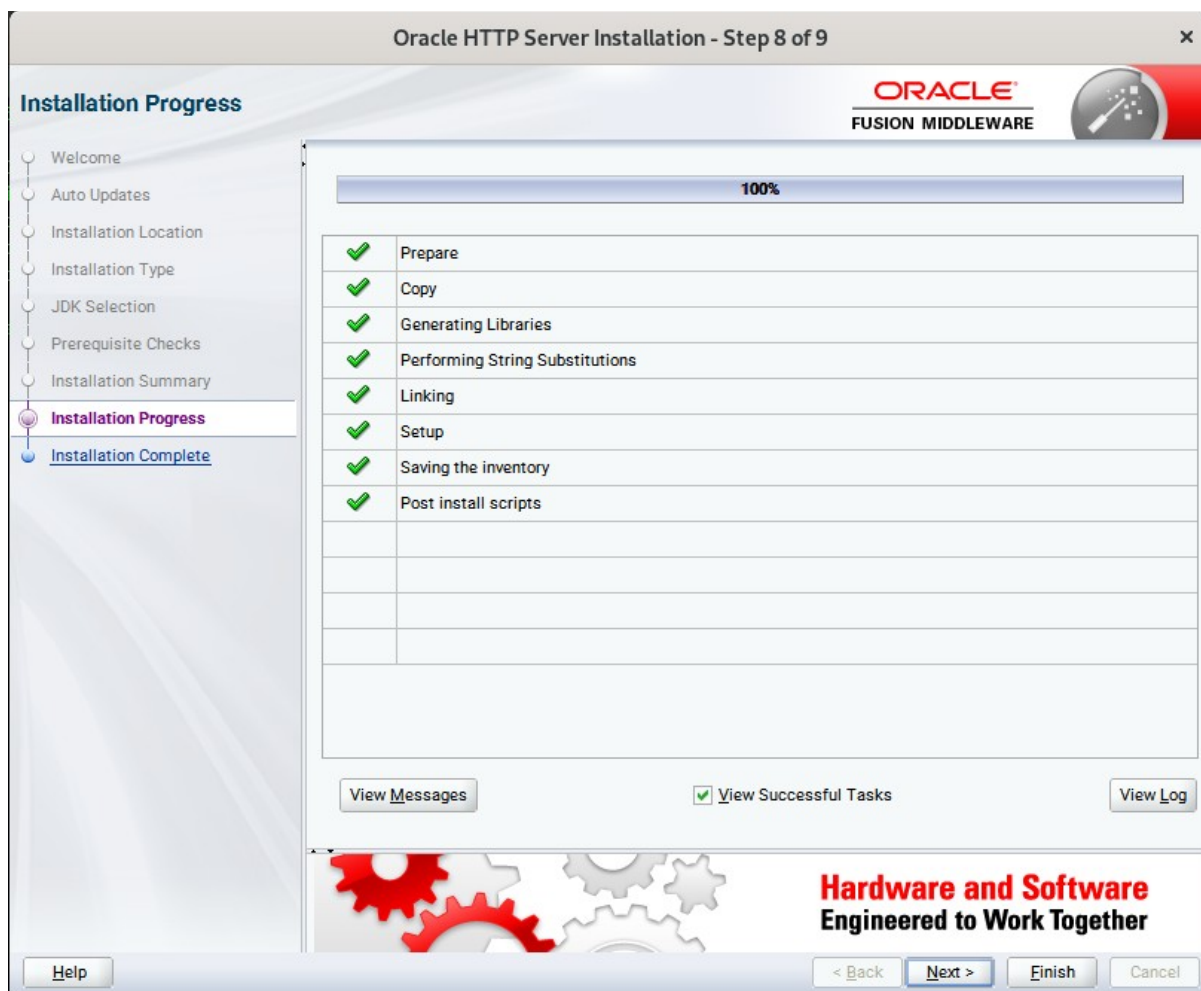 Oracle HTTP Server Installation - Step 8 of 9
Installation Progress
ORACLE
FUSION MIDDLEWARE
Welcome
Auto Updates
Installation Location
Installation Type
JDK Selection
Prerequisite Checks
Installation Summary
Installation Progress
Installation Complete
100%
Prepare
Copy
Generating Libraries
Performing String Substitutions
Linking
Setup
Saving the inventory
Post install scripts
View Messages
View Successful Tasks
View Log
Hardware and Software
Engineered to Work Together
Help
< Back
Next >
Finish
Cancel